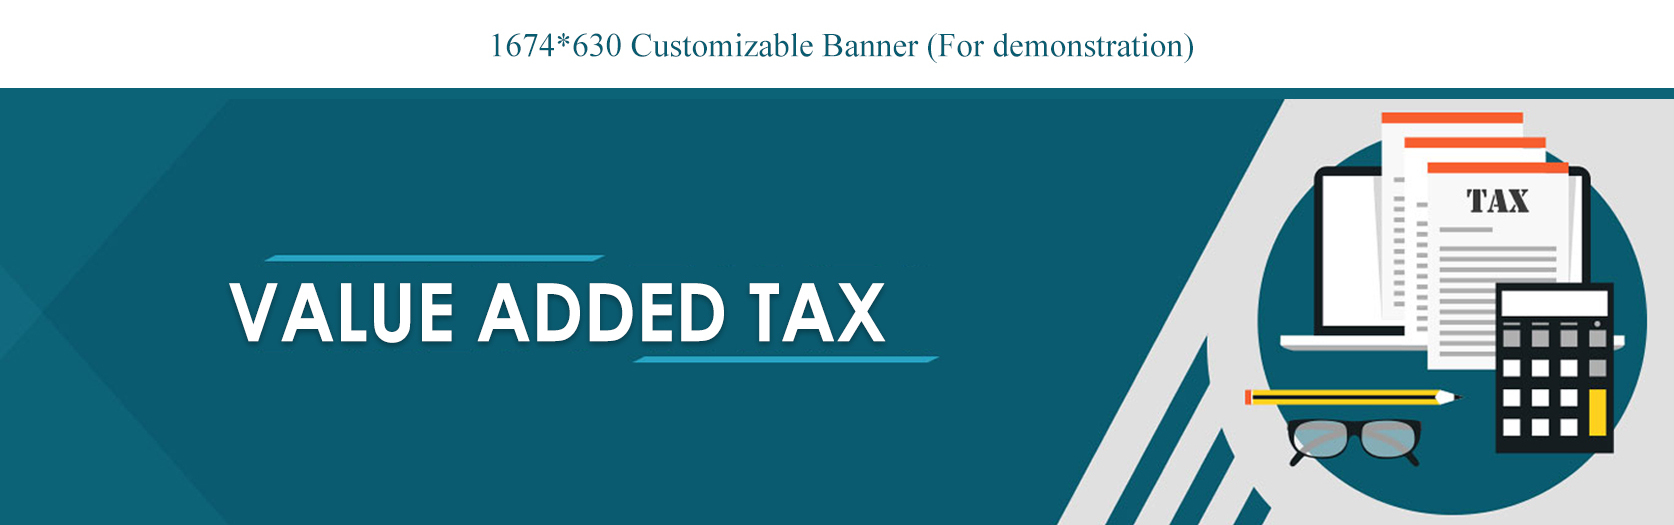 1674*630 Customizable Banner (For demonstration)
VALUE ADDED TAX
TAX